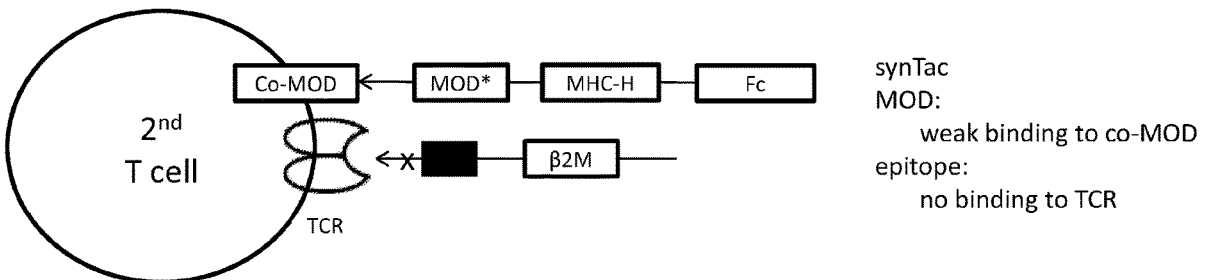 2nd
T cell
Co-MOD
MOD*
MHC-H
Fc
x
β2M
TCR
synTac
MOD:
weak binding to co-MOD
epitope:
no binding to TCR